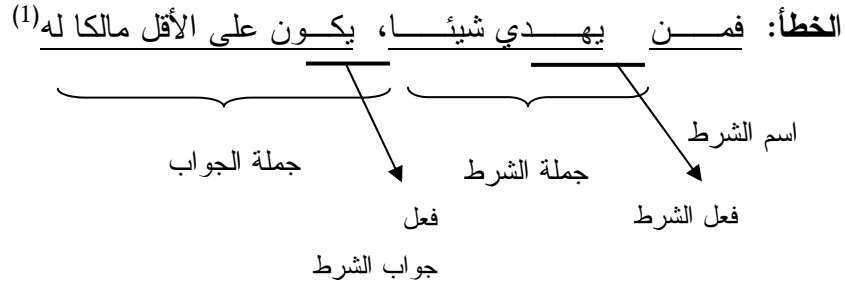 الخطأ: فمن يهدي شيئا، يكون على الأقل مالكا له(1)
اسم الشرط
جملة الشرط
جملة الجواب
فعل الشرط
فعل
جواب الشرط